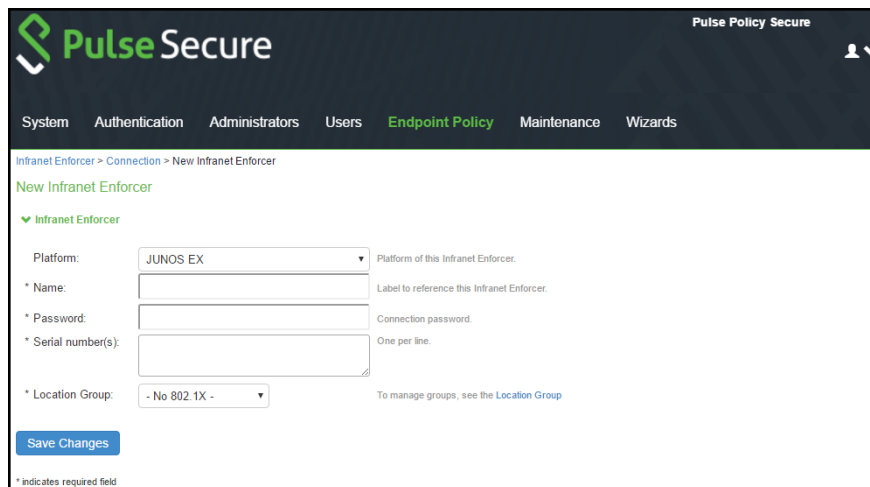 Pulse Secure
Pulse Policy Secure
System Authentication Administrators Users Endpoint Policy Maintenance Wizards
Infranet Enforcer > Connection > New Infranet Enforcer
New Infranet Enforcer
Infranet Enforcer
Platform: JUNOS EX Platform of this Infranet Enforcer.
* Name: Label to reference this Infranet Enforcer.
* Password: Connection password.
* Serial number(s): One per line.
* Location Group: - No 802.1X - To manage groups, see the Location Group
Save Changes
* indicates required field